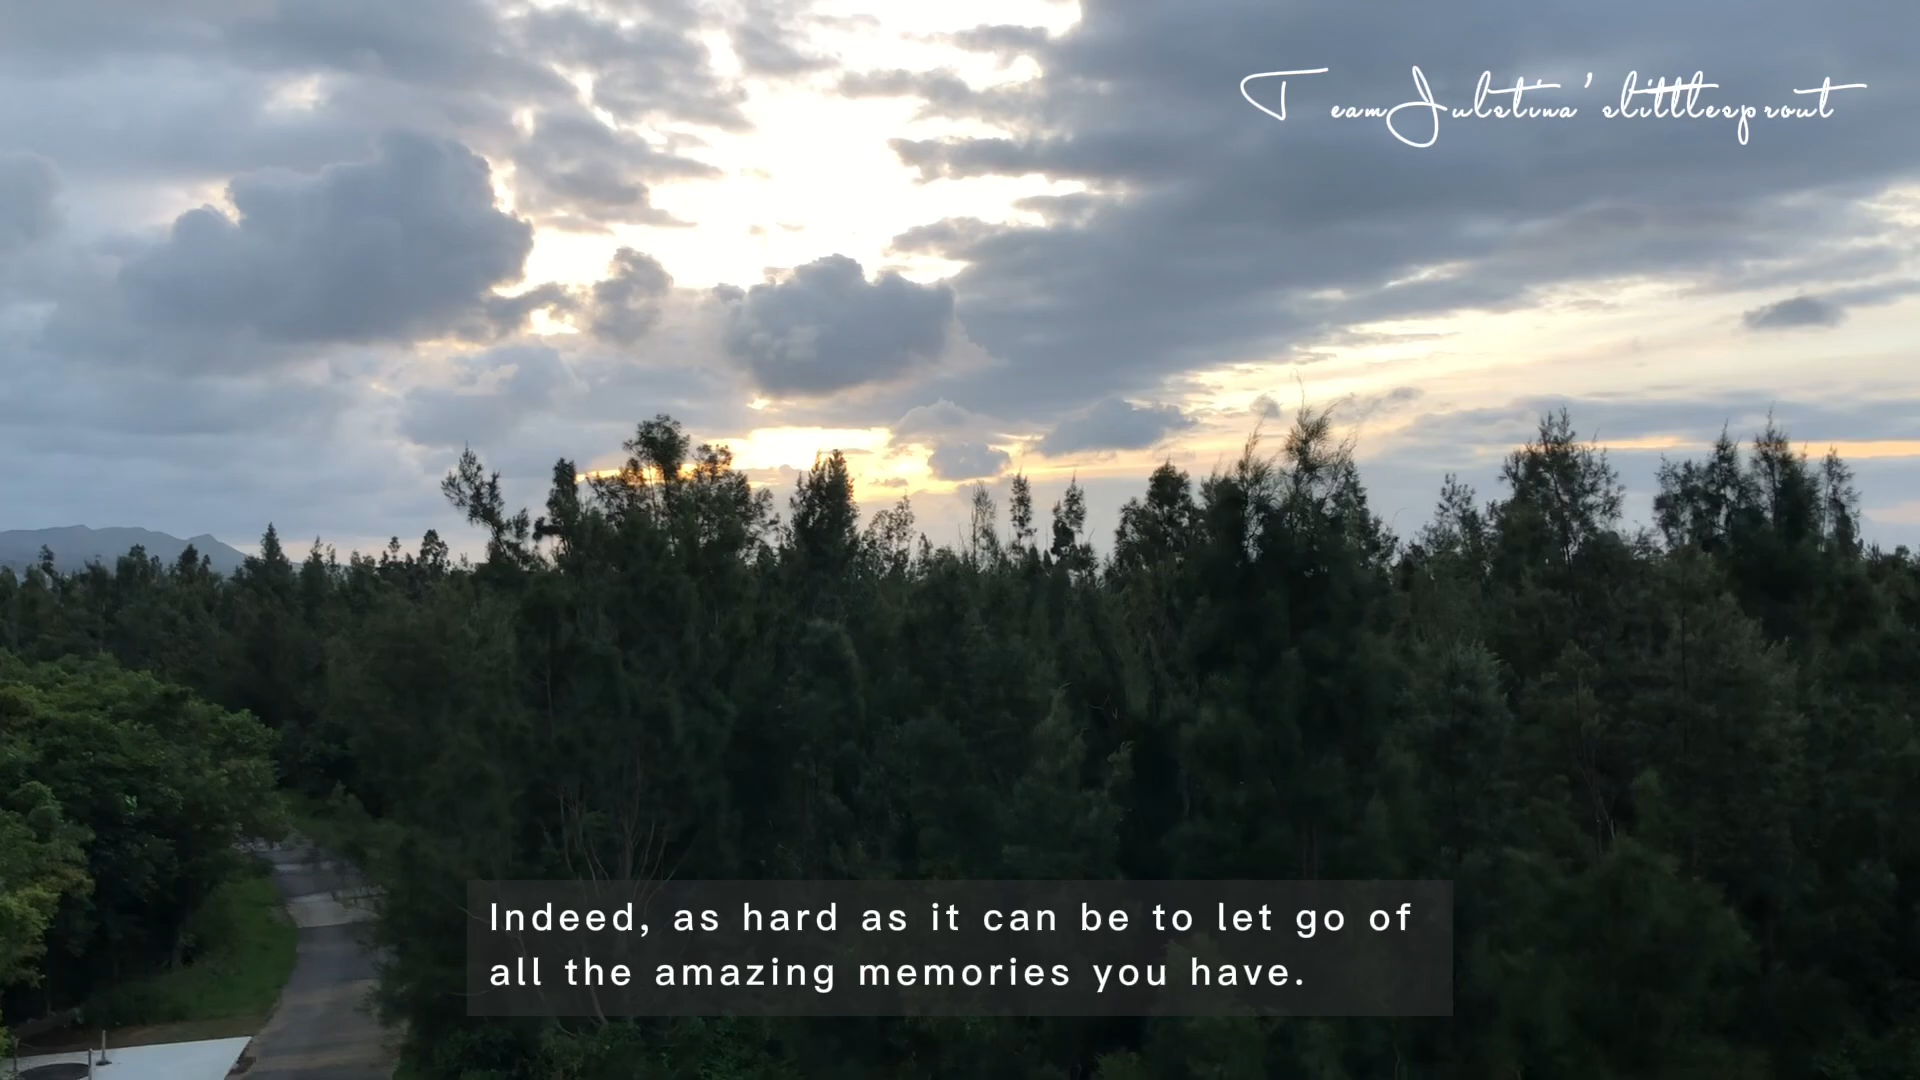 TeamJulstina'slittlesprout
Indeed, as hard as it can be to let go of
all the amazing memories you have.